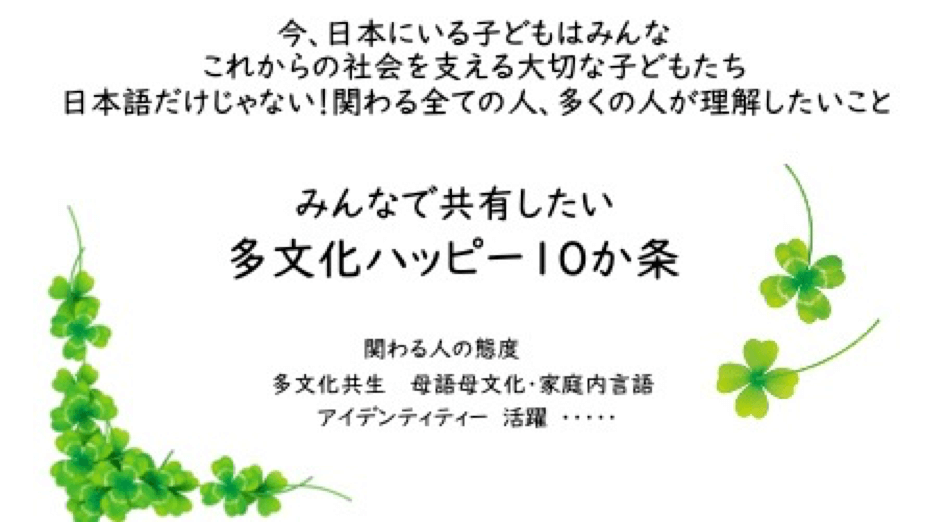 今、日本にいる子どもはみんな
これからの社会を支える大切な子どもたち
日本語だけじゃない！関わる全ての人、多くの人が理解したいこと
みんなで共有したい
多文化ハッピー１０か条
関わる人の態度
多文化共生　母語母文化・家庭内言語
アイデンティティー　活躍 ・・・・・